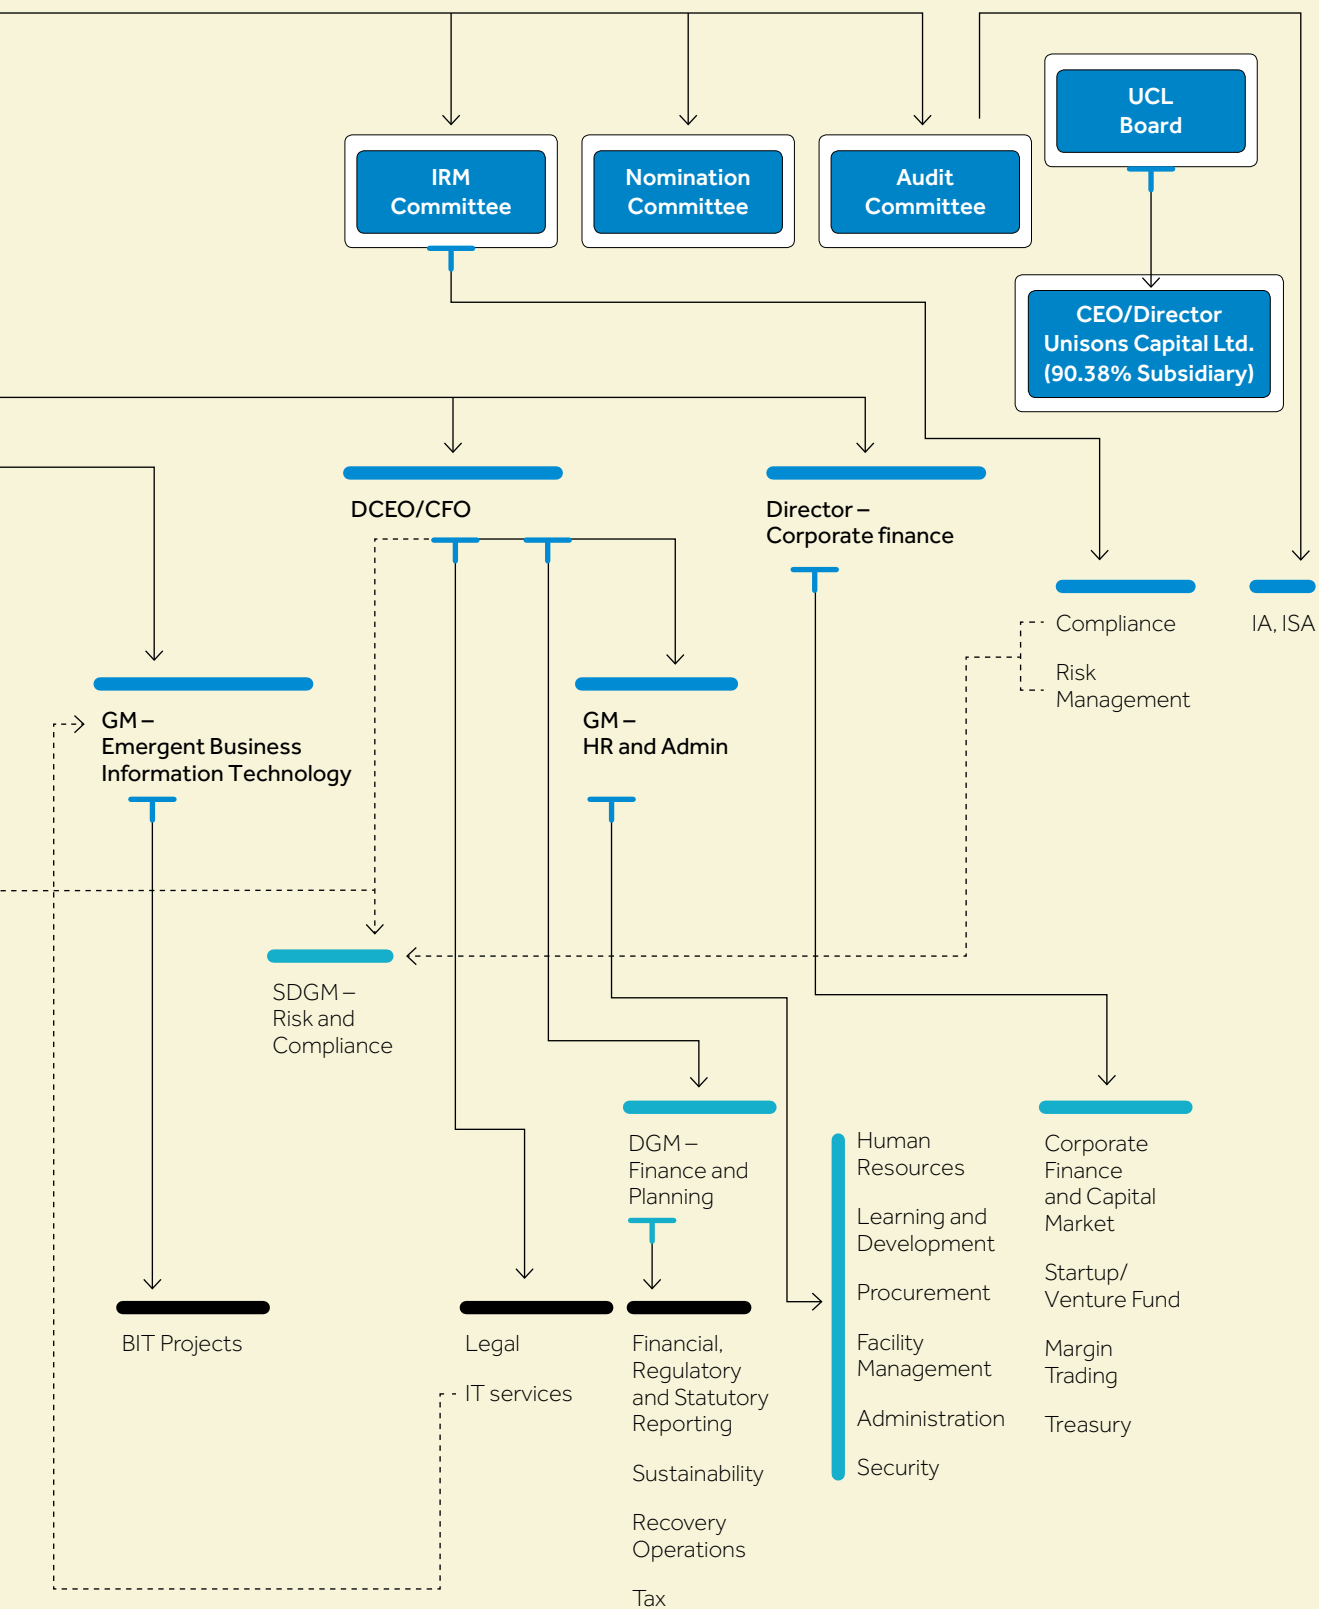 UCL
Board
IRM
Committee
Nomination
Committee
Audit
Committee
CEO/Director
Unisons Capital Ltd.
(90.38% Subsidiary)
DCEO/CFO
Director –
Corporate finance
Compliance
Risk
Management
IA, ISA
GM –
Emergent Business
Information Technology
GM –
HR and Admin
SDGM –
Risk and
Compliance
DGM –
Finance and
Planning
Human
Resources
Learning and
Development
Procurement
Facility
Management
Administration
Security
Corporate
Finance
and Capital
Market
Startup/
Venture Fund
Margin
Trading
Treasury
BIT Projects
Legal
IT services
Financial,
Regulatory
and Statutory
Reporting
Sustainability
Recovery
Operations
Tax